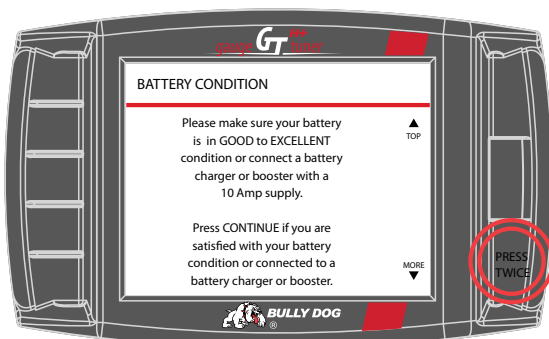 gauge GT tuner
BATTERY CONDITION
Please make sure your battery
is in GOOD to EXCELLENT
condition or connect a battery
charger or booster with a
10 Amp supply.
Press CONTINUE if you are
satisfied with your battery
condition or connected to a
battery charger or booster.
▲
TOP
MORE
▼
PRESS
TWICE
BULLY DOG
®